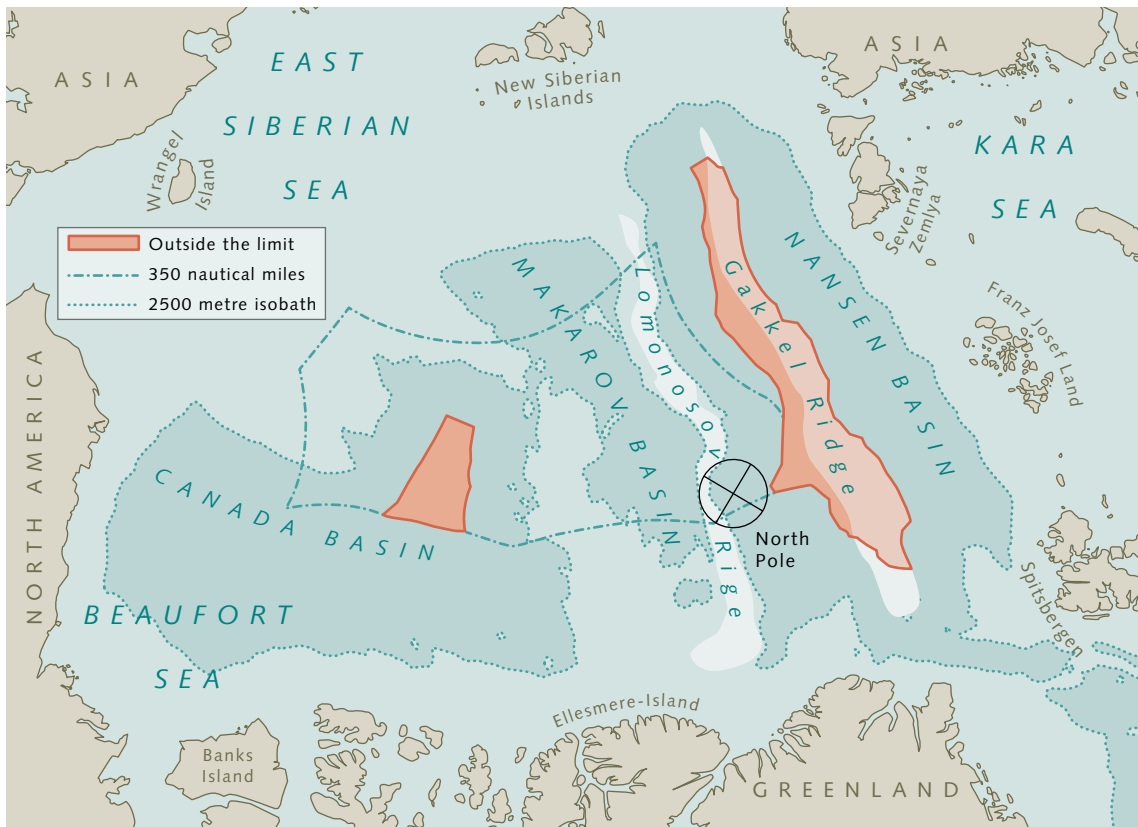 ASIA
EAST
SIBERIAN
SEA
New Siberian
Islands
ASIA
KARA
SEA
Wrangel
Island
Severnaya
Zemlya
Outside the limit
350 nautical miles
2500 metre isobath
MAKAROV BASIN
Lomonosov Rige
Gakkel Ridge
NANSEN BASIN
Franz Josef Land
NORTH AMERICA
CANADA BASIN
North
Pole
BEAUFORT
SEA
Spitsbergen
Ellesmere-Island
Banks
Island
GREENLAND